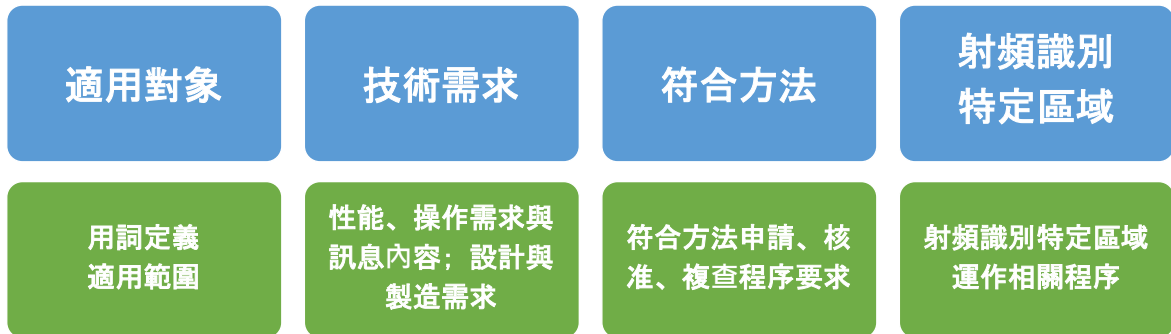 適用對象
技術需求
符合方法
射頻識別
特定區域
用詞定義
適用範圍
性能、操作需求與
訊息內容；設計與
製造需求
符合方法申請、核
准、複查程序要求
射頻識別特定區域
運作相關程序